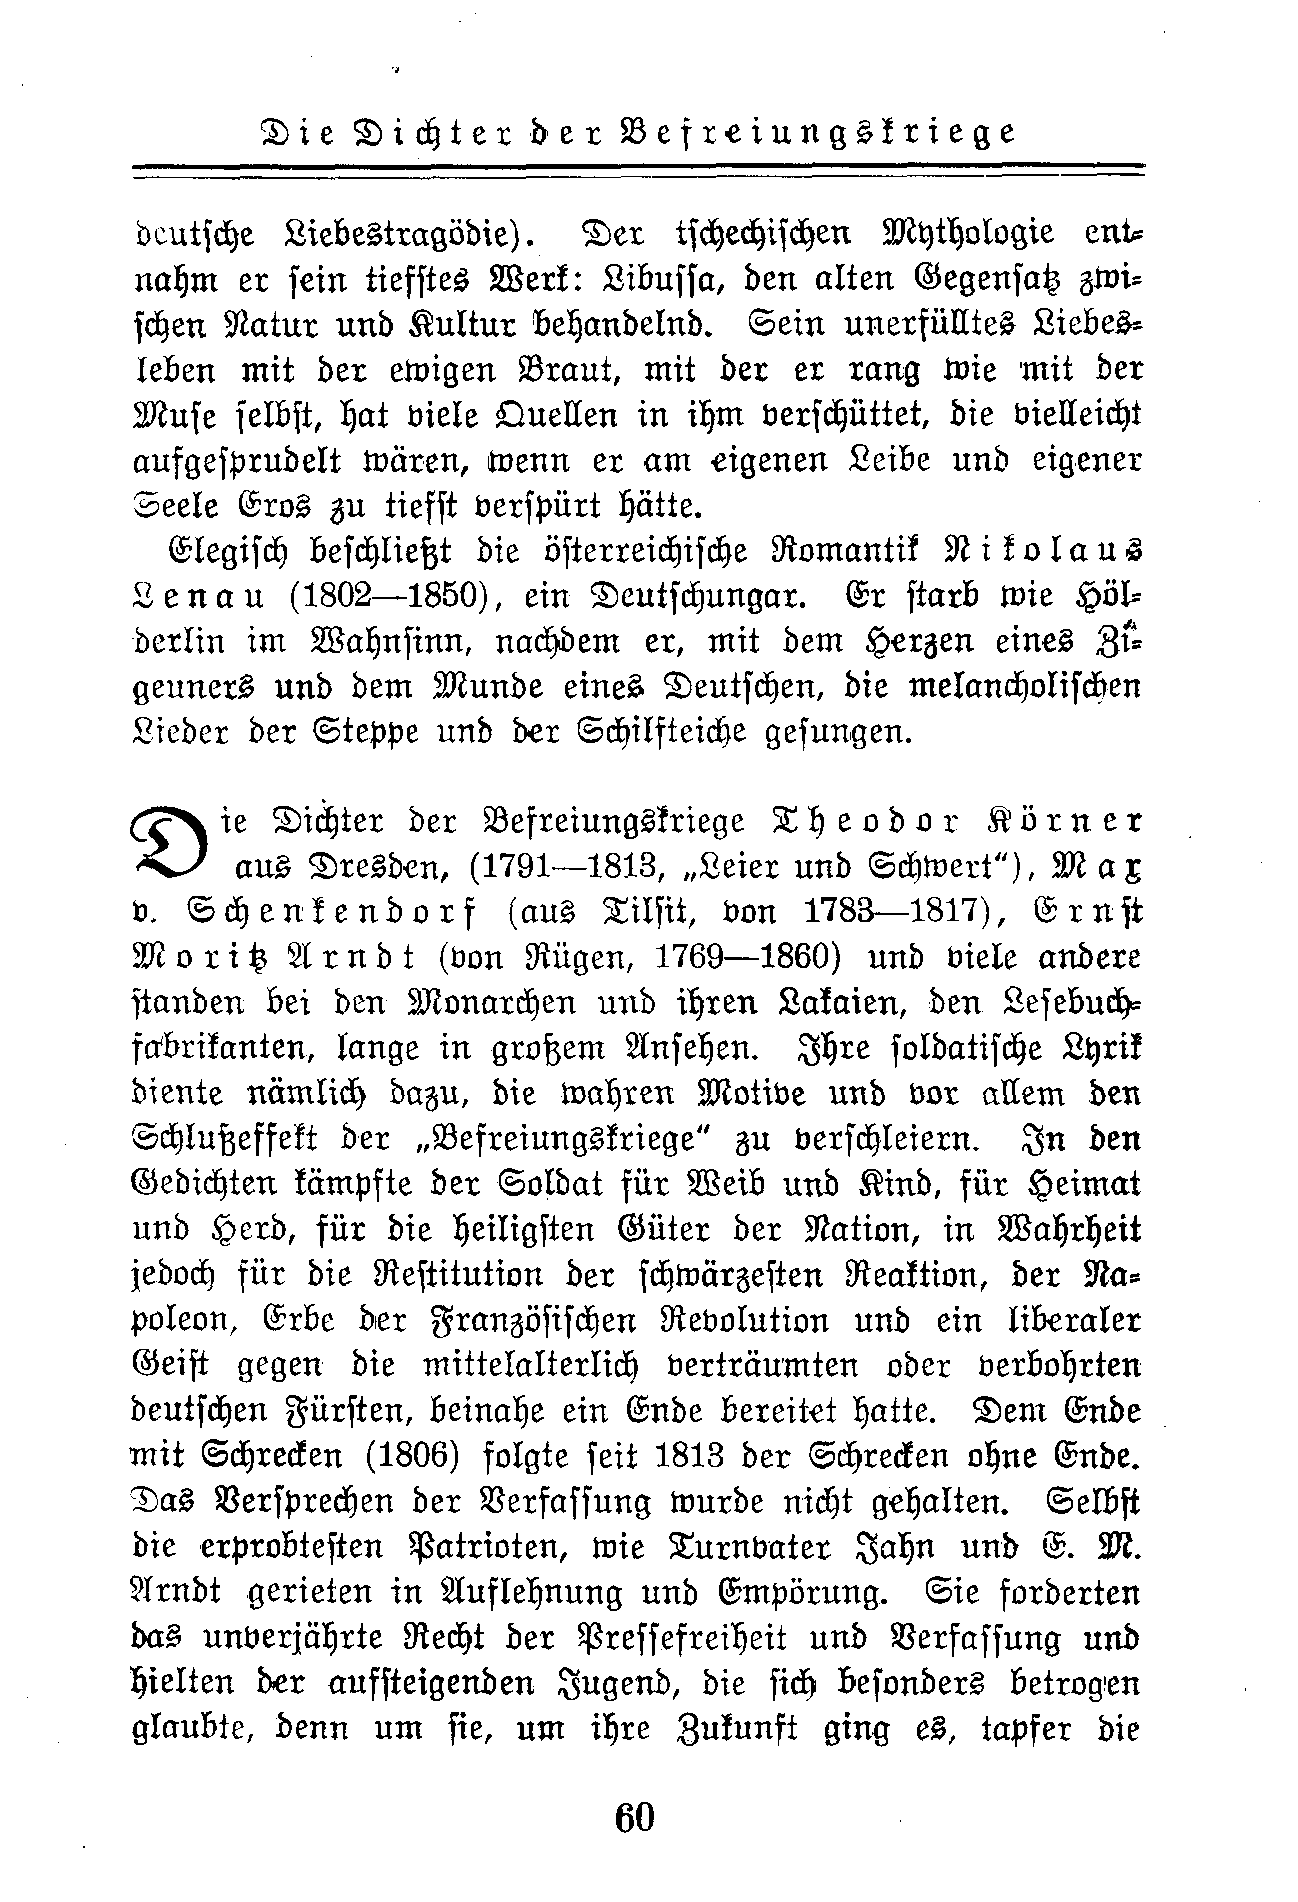 Die Dichter der Befreiungskriege
deutsche Liebestragödie). Der tschechischen Mythologie ent-
nahm er sein tiefstes Werk: Libussa, den alten Gegensatz zwi-
schen Natur und Kultur behandelnd. Sein unerfülltes Liebes-
leben mit der ewigen Braut, mit der er rang wie mit der
Muse selbst, hat viele Quellen in ihm verschüttet, die vielleicht
aufgesprudelt wären, wenn er am eigenen Leibe und eigener
Seele Eros zu tiefst verspürt hätte.
Elegisch beschließt die österreichische Romantik Nikolaus
Lenau (1802—1850), ein Deutschungar. Er starb wie Höl-
derlin im Wahnsinn, nachdem er, mit dem Herzen eines Zi-
geuners und dem Munde eines Deutschen, die melancholischen
Lieder der Steppe und der Schilfteiche gesungen.
Die Dichter der Befreiungskriege Theodor Körner
aus Dresden, (1791—1813, „Leier und Schwert“), Max
v. Schenkendorf (aus Tilsit, von 1783—1817), Ernst
Moritz Arndt (von Rügen, 1769—1860) und viele andere
standen bei den Monarchen und ihren Lakaien, den Lesebuch-
fabrikanten, lange in großem Ansehen. Ihre soldatische Lyrik
diente nämlich dazu, die wahren Motive und vor allem den
Schlußeffekt der „Befreiungskriege“ zu verschleiern. In den
Gedichten kämpfte der Soldat für Weib und Kind, für Heimat
und Herd, für die heiligsten Güter der Nation, in Wahrheit
jedoch für die Restitution der schwärzesten Reaktion, der Na-
poleon, Erbe der Französischen Revolution und ein liberaler
Geist gegen die mittelalterlich verträumten oder verbohrten
deutschen Fürsten, beinahe ein Ende bereitet hatte. Dem Ende
mit Schrecken (1806) folgte seit 1813 der Schrecken ohne Ende.
Das Versprechen der Verfassung wurde nicht gehalten. Selbst
die erprobtesten Patrioten, wie Turnvater Jahn und E. M.
Arndt gerieten in Auflehnung und Empörung. Sie forderten
das unverjährte Recht der Pressefreiheit und Verfassung und
hielten der aufsteigenden Jugend, die sich besonders betrogen
glaubte, denn um sie, um ihre Zukunft ging es, tapfer die
60